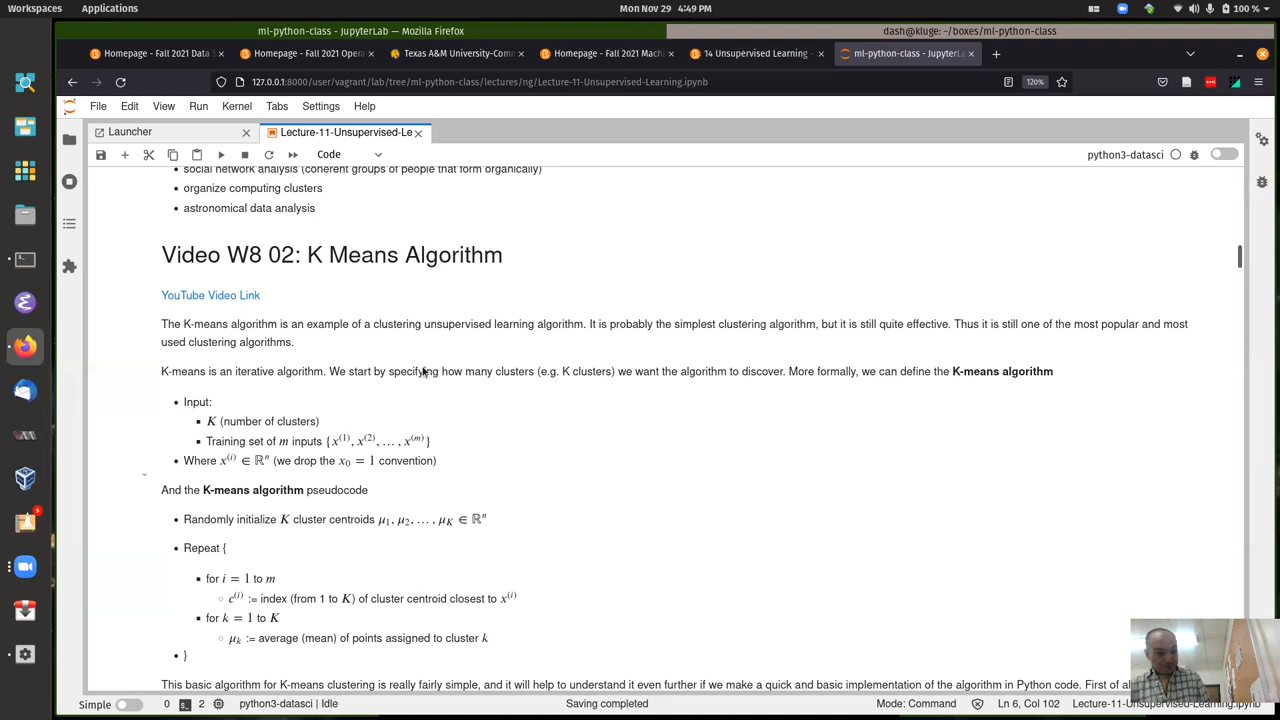 Workspaces Applications Mon Nov 29 4:49 PM 100 %
ml-python-class - JupyterLab — Mozilla Firefox dash@kluge: ~/boxes/ml-python-class
Homepage - Fall 2021 Data S Homepage - Fall 2021 Opera Texas A&M University-Com Homepage - Fall 2021 Machi 14 Unsupervised Learning - ml-python-class - JupyterL
127.0.0.1:8000/user/vagrant/lab/tree/ml-python-class/lectures/ng/Lecture-11-Unsupervised-Learning.ipynb 120%
File Edit View Run Kernel Tabs Settings Help
Launcher Lecture-11-Unsupervised-Le
Code python3-datasci
• social network analysis (coherent groups of people that form organically)
• organize computing clusters
• astronomical data analysis
Video W8 02: K Means Algorithm
YouTube Video Link
The K-means algorithm is an example of a clustering unsupervised learning algorithm. It is probably the simplest clustering algorithm, but it is still quite effective. Thus it is still one of the most popular and most
used clustering algorithms.
K-means is an iterative algorithm. We start by specifying how many clusters (e.g. K clusters) we want the algorithm to discover. More formally, we can define the K-means algorithm
• Input:
▪ K (number of clusters)
▪ Training set of m inputs {x⁽¹⁾, x⁽²⁾, … , x⁽ᵐ⁾}
• Where x⁽ⁱ⁾ ∈ ℝⁿ (we drop the x₀ = 1 convention)
And the K-means algorithm pseudocode
• Randomly initialize K cluster centroids μ₁, μ₂, … , μ_K ∈ ℝⁿ
• Repeat {
▪ for i = 1 to m
◦ c⁽ⁱ⁾ := index (from 1 to K) of cluster centroid closest to x⁽ⁱ⁾
▪ for k = 1 to K
◦ μₖ := average (mean) of points assigned to cluster k
• }
This basic algorithm for K-means clustering is really fairly simple, and it will help to understand it even further if we make a quick and basic implementation of the algorithm in Python code. First of
Simple 0 2 python3-datasci | Idle Saving completed Mode: Command Ln 6, Col 102 Lecture-11-Unsupervised-Learning.ipynb